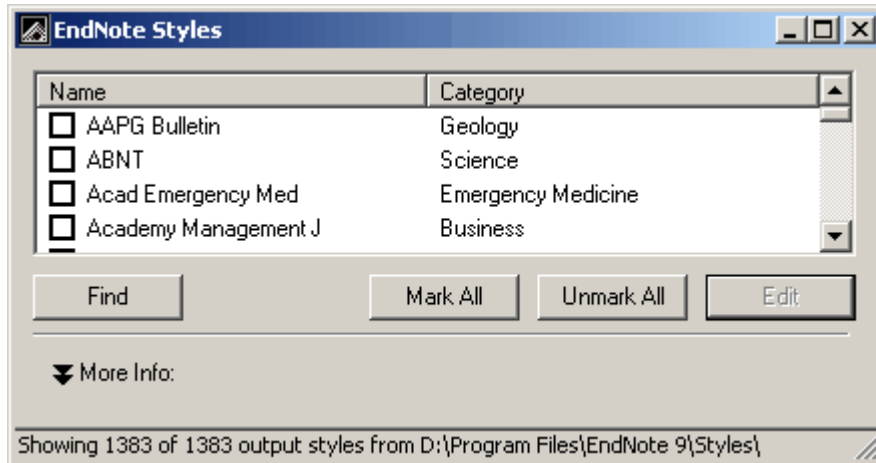 EndNote Styles
Name Category
AAPG Bulletin Geology
ABNT Science
Acad Emergency Med Emergency Medicine
Academy Management J Business
Find Mark All Unmark All Edit
More Info:
Showing 1383 of 1383 output styles from D:\Program Files\EndNote 9\Styles\